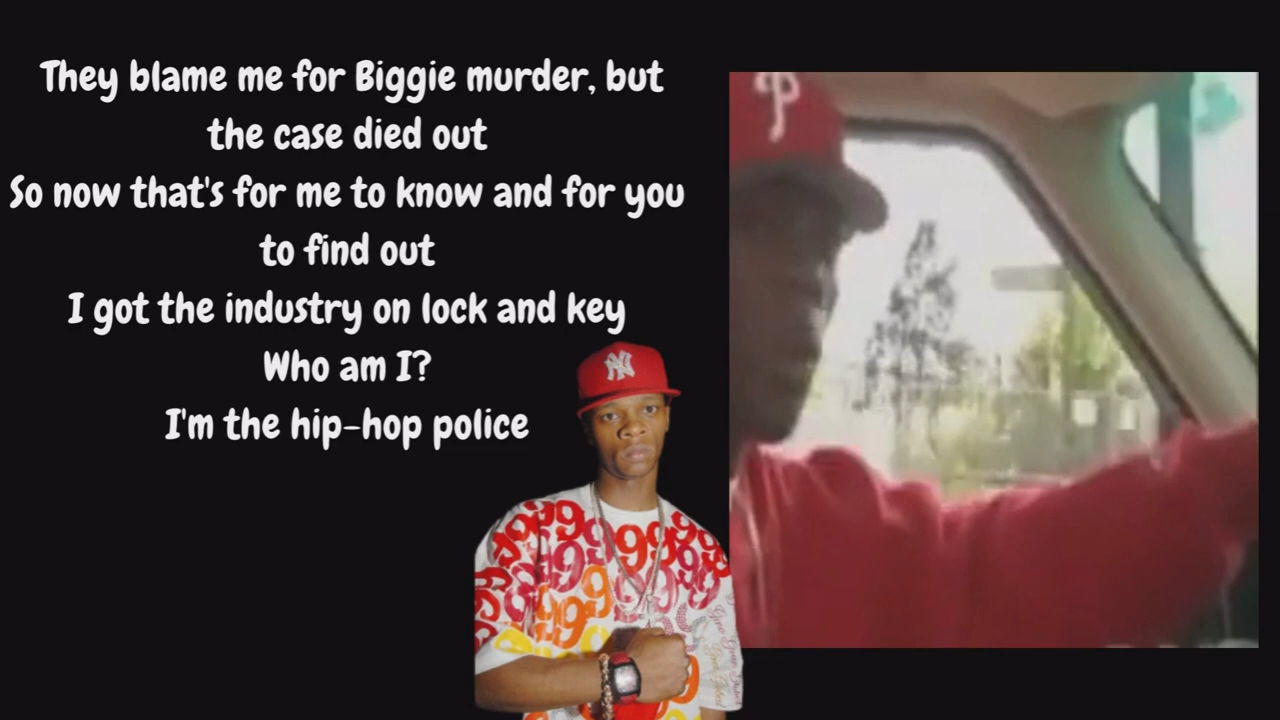 They blame me for Biggie murder, but
the case died out
So now that's for me to know and for you
to find out
I got the industry on lock and key
Who am I?
I'm the hip-hop police
P
NY